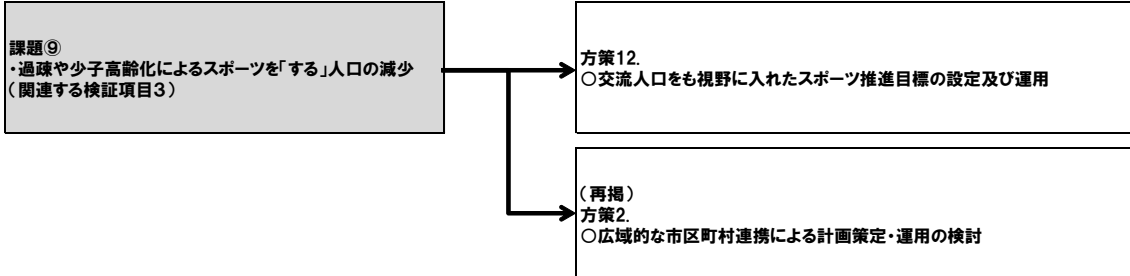 課題⑨
・過疎や少子高齢化によるスポーツを「する」人口の減少
（関連する検証項目３）
方策12.
○交流人口をも視野に入れたスポーツ推進目標の設定及び運用
（再掲）
方策2.
○広域的な市区町村連携による計画策定・運用の検討